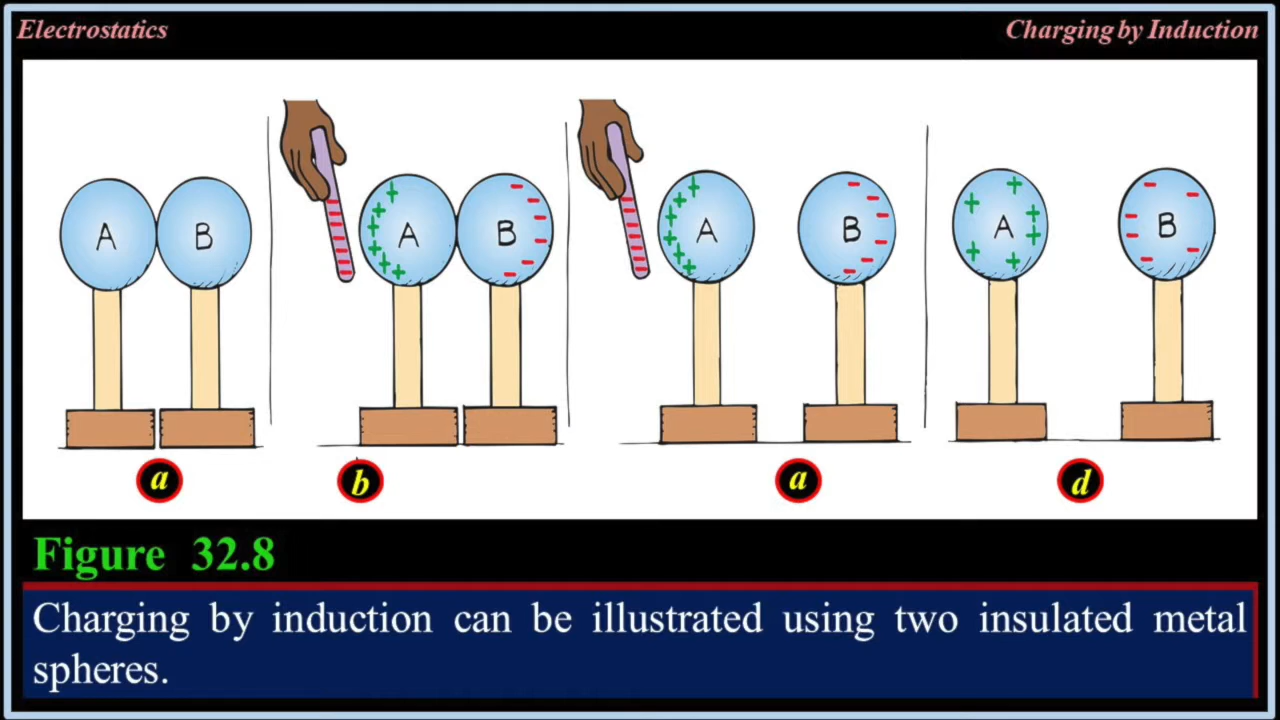 Electrostatics
Charging by Induction
A B
A B
A B
A B
a
b
a
d
Figure 32.8
Charging by induction can be illustrated using two insulated metal
spheres.